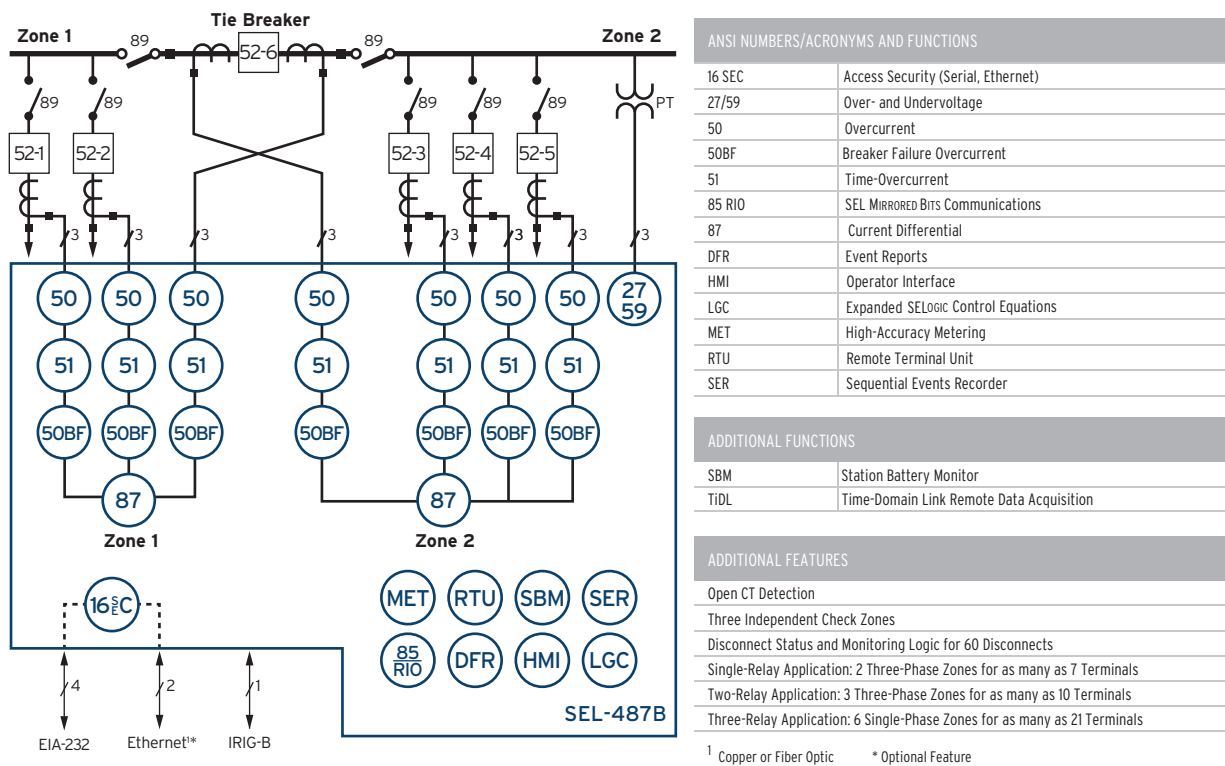 Tie Breaker
Zone 1
89
52-6
89
Zone 2
89
89
89
89
89
PT
52-1
52-2
52-3
52-4
52-5
3
3
3
3
3
3
3
3
50
50
50
50
50
50
50
27
59
51
51
51
51
51
51
51
50BF
50BF
50BF
50BF
50BF
50BF
50BF
87
87
Zone 1
Zone 2
16 SEC
MET
RTU
SBM
SER
85
RIO
DFR
HMI
LGC
SEL-487B
4
2
1
EIA-232
Ethernet¹*
IRIG-B
ANSI NUMBERS/ACRONYMS AND FUNCTIONS
16 SEC Access Security (Serial, Ethernet)
27/59 Over- and Undervoltage
50 Overcurrent
50BF Breaker Failure Overcurrent
51 Time-Overcurrent
85 RIO SEL MIRRORED BITS Communications
87 Current Differential
DFR Event Reports
HMI Operator Interface
LGC Expanded SELOGIC Control Equations
MET High-Accuracy Metering
RTU Remote Terminal Unit
SER Sequential Events Recorder
ADDITIONAL FUNCTIONS
SBM Station Battery Monitor
TiDL Time-Domain Link Remote Data Acquisition
ADDITIONAL FEATURES
Open CT Detection
Three Independent Check Zones
Disconnect Status and Monitoring Logic for 60 Disconnects
Single-Relay Application: 2 Three-Phase Zones for as many as 7 Terminals
Two-Relay Application: 3 Three-Phase Zones for as many as 10 Terminals
Three-Relay Application: 6 Single-Phase Zones for as many as 21 Terminals
¹ Copper or Fiber Optic * Optional Feature